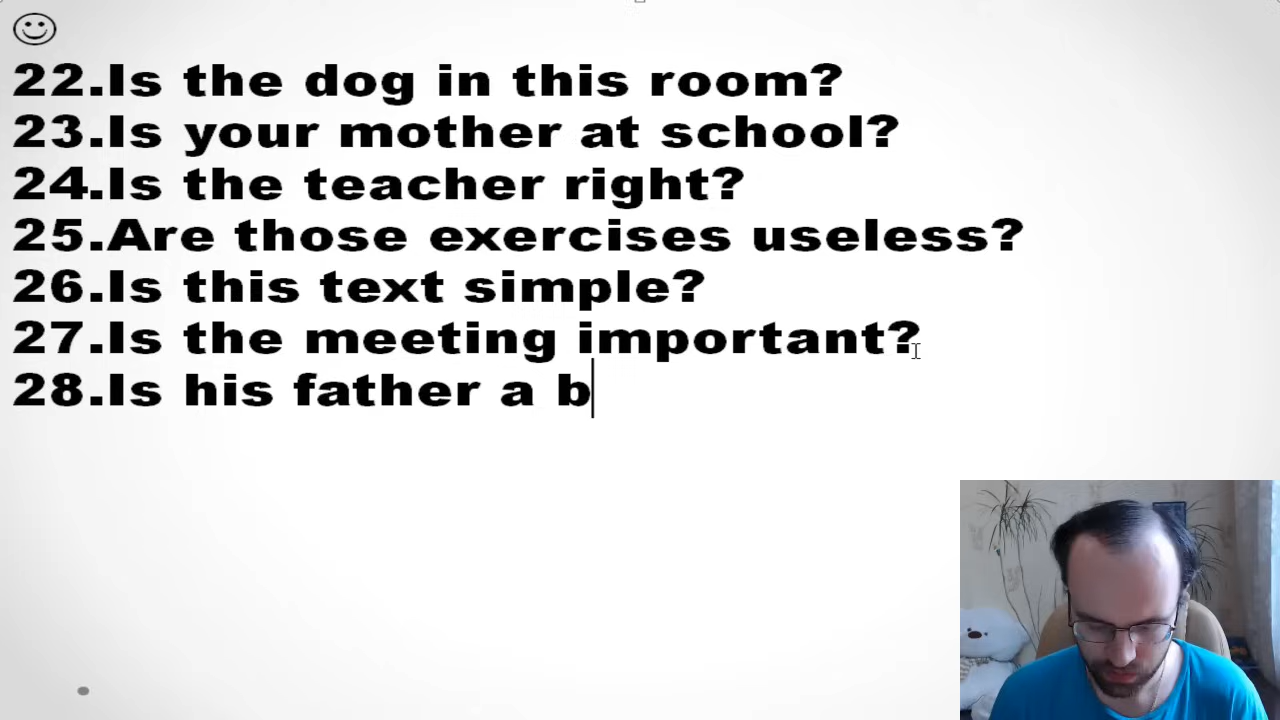 22.Is the dog in this room?
23.Is your mother at school?
24.Is the teacher right?
25.Are those exercises useless?
26.Is this text simple?
27.Is the meeting important?
28.Is his father a b